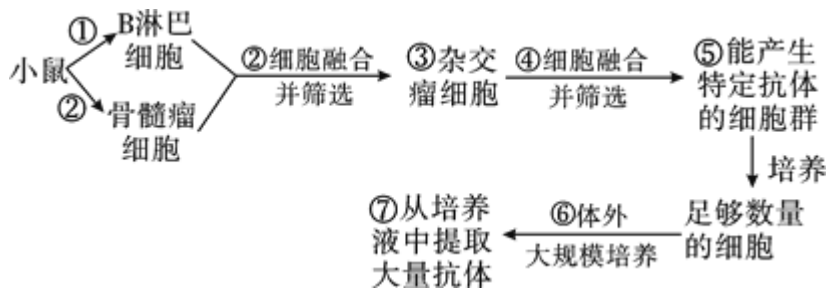 ①
B淋巴
细胞
小鼠
②
骨髓瘤
细胞
②细胞融合
并筛选
③杂交
瘤细胞
④细胞融合
并筛选
⑤能产生
特定抗体
的细胞群
培养
足够数量
的细胞
⑥体外
大规模培养
⑦从培养
液中提取
大量抗体